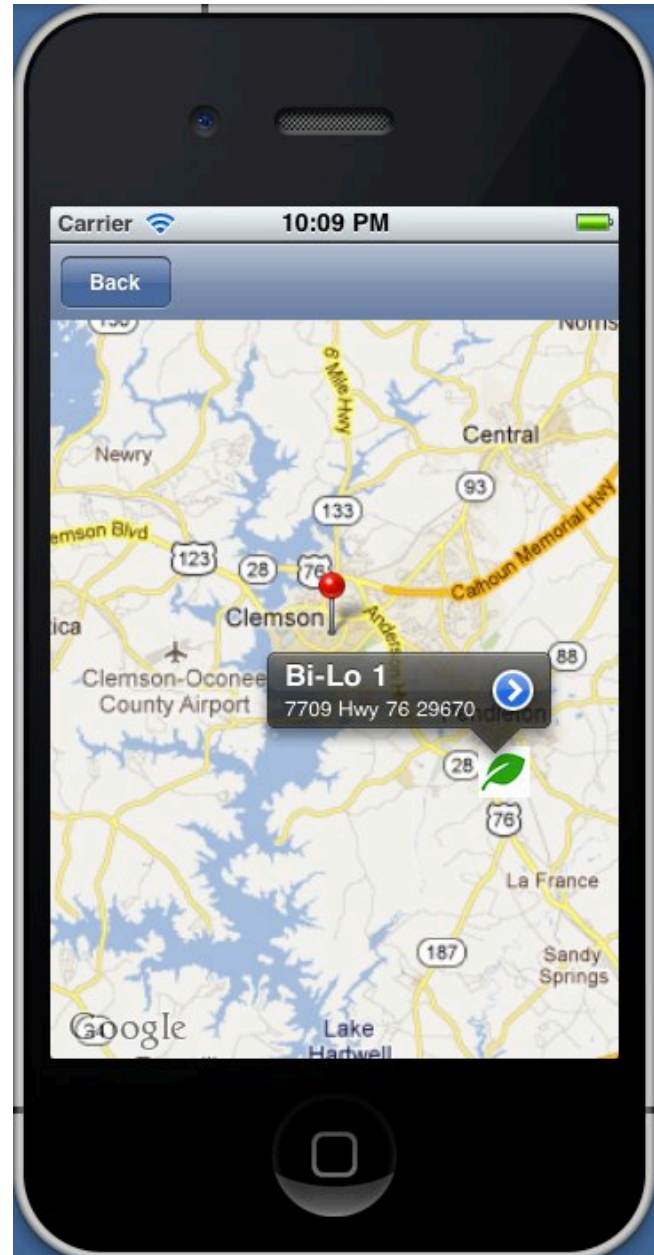 Carrier 10:09 PM
Back
Norris
Newry
Central
93
6 Mile Hwy
133
Clemson Blvd
123
28
76
Calhoun Memorial Hwy
Clemson
88
Clemson-Oconee
County Airport
Bi-Lo 1
7709 Hwy 76 29670
28
76
La France
187
Sandy
Springs
Google
Lake
Hartwell